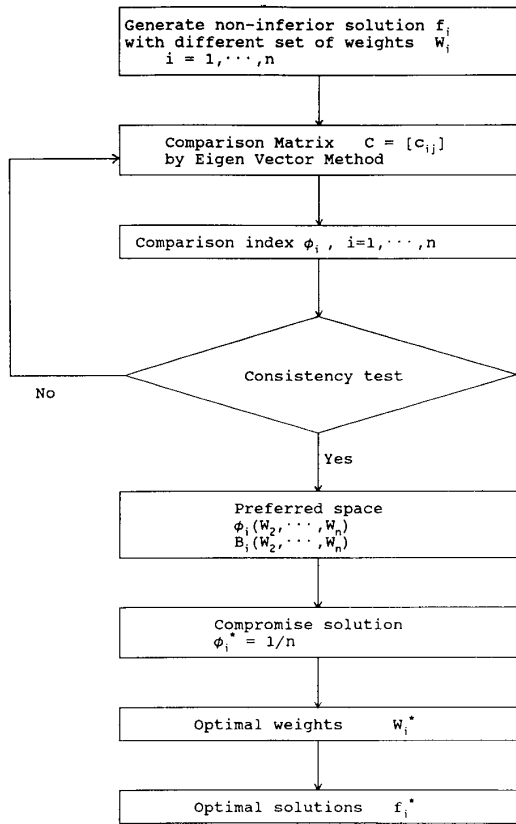 Generate non-inferior solution f_i
with different set of weights W_i
i = 1,···,n
Comparison Matrix C = [c_ij]
by Eigen Vector Method
Comparison index ϕ_i , i=1,···,n
Consistency test
No
Yes
Preferred space
ϕ_i(W_2,···,W_n)
B_i(W_2,···,W_n)
Compromise solution
ϕ_i^* = 1/n
Optimal weights W_i^*
Optimal solutions f_i^*